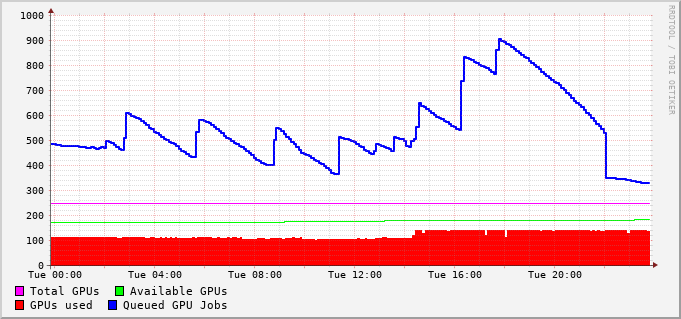 1000
900
800
700
600
500
400
300
200
100
0
Tue 00:00 Tue 04:00 Tue 08:00 Tue 12:00 Tue 16:00 Tue 20:00
Total GPUs Available GPUs
GPUs used Queued GPU Jobs
RRDTOOL / TOBI OETIKER